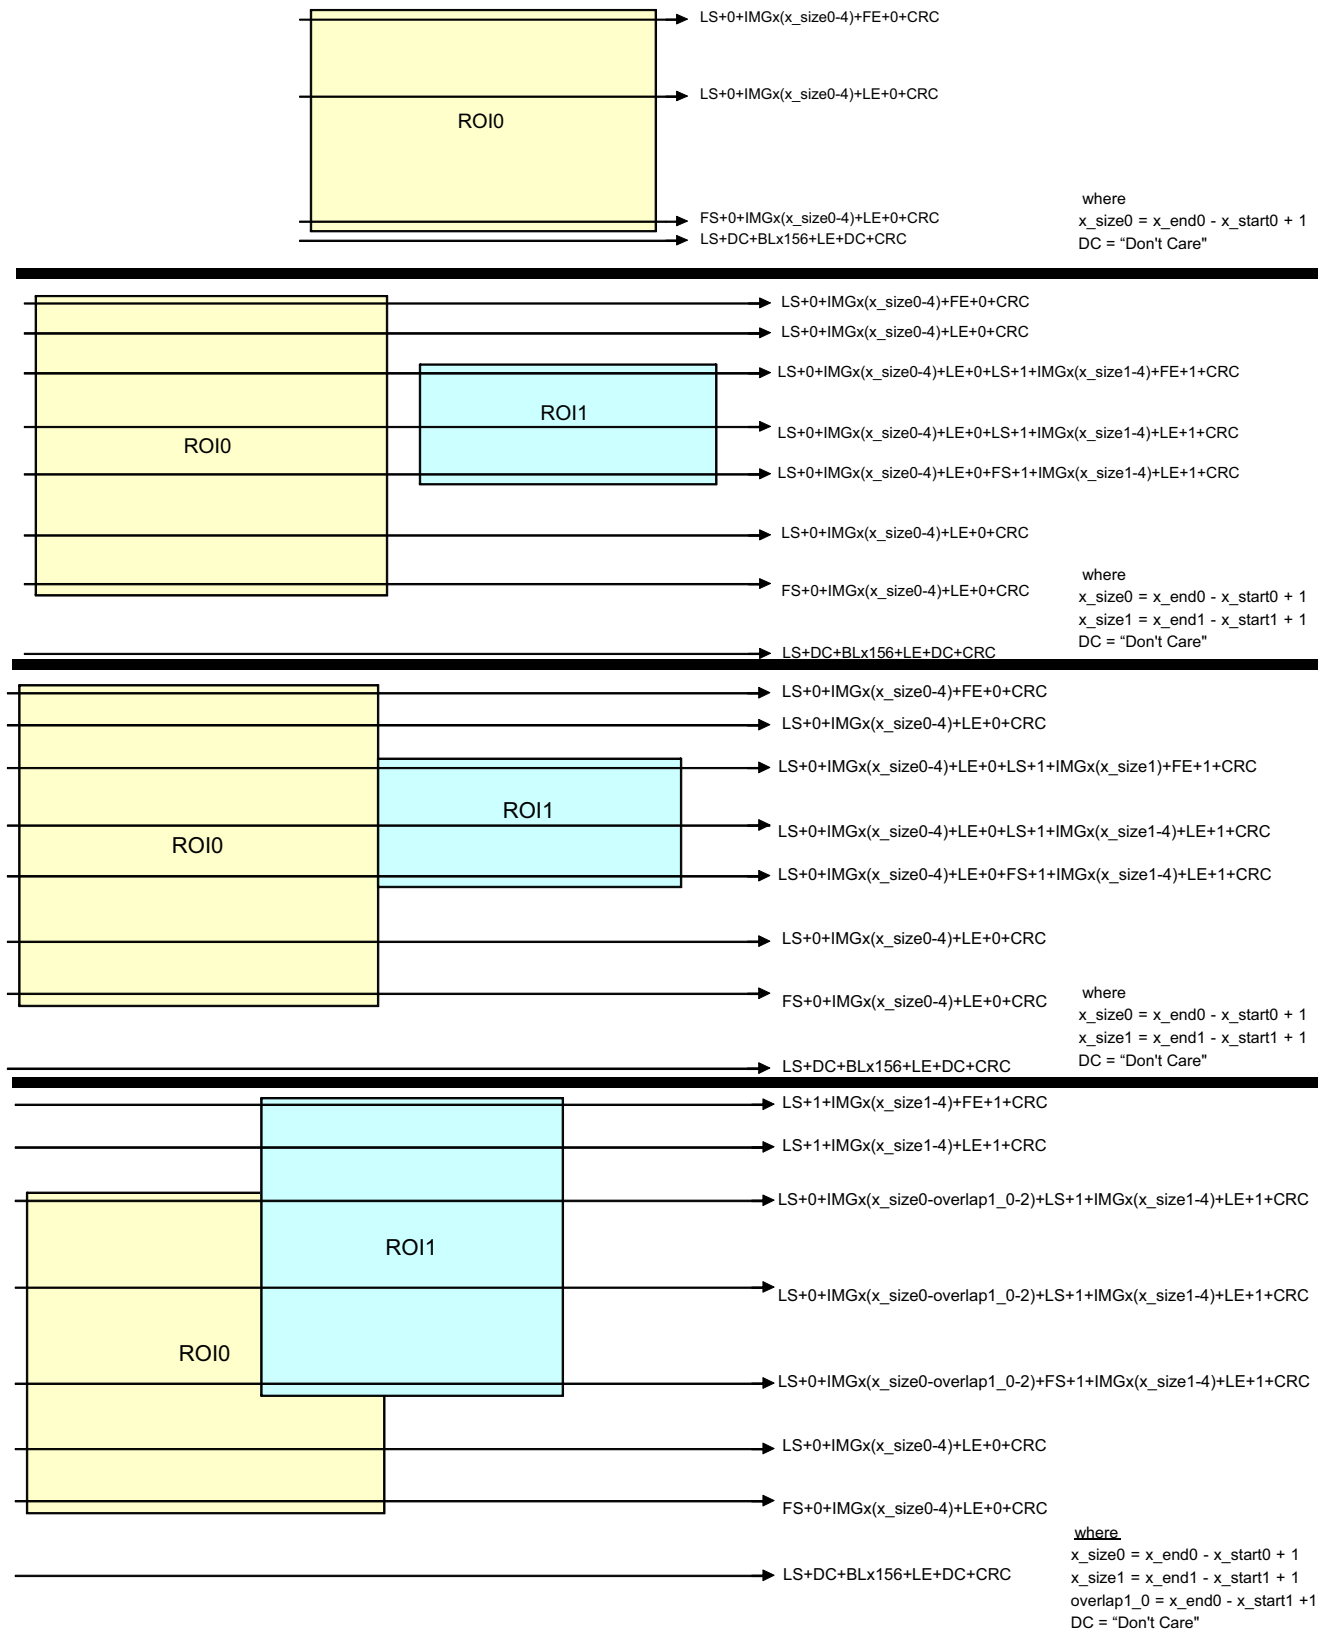 LS+0+IMGx(x_size0-4)+FE+0+CRC
LS+0+IMGx(x_size0-4)+LE+0+CRC
ROI0
FS+0+IMGx(x_size0-4)+LE+0+CRC
LS+DC+BLx156+LE+DC+CRC
where
x_size0 = x_end0 - x_start0 + 1
DC = “Don't Care"
LS+0+IMGx(x_size0-4)+FE+0+CRC
LS+0+IMGx(x_size0-4)+LE+0+CRC
LS+0+IMGx(x_size0-4)+LE+0+LS+1+IMGx(x_size1-4)+FE+1+CRC
ROI1
LS+0+IMGx(x_size0-4)+LE+0+LS+1+IMGx(x_size1-4)+LE+1+CRC
ROI0
LS+0+IMGx(x_size0-4)+LE+0+FS+1+IMGx(x_size1-4)+LE+1+CRC
LS+0+IMGx(x_size0-4)+LE+0+CRC
FS+0+IMGx(x_size0-4)+LE+0+CRC
where
x_size0 = x_end0 - x_start0 + 1
x_size1 = x_end1 - x_start1 + 1
DC = “Don't Care"
LS+DC+BLx156+LE+DC+CRC
LS+0+IMGx(x_size0-4)+FE+0+CRC
LS+0+IMGx(x_size0-4)+LE+0+CRC
LS+0+IMGx(x_size0-4)+LE+0+LS+1+IMGx(x_size1)+FE+1+CRC
ROI1
LS+0+IMGx(x_size0-4)+LE+0+LS+1+IMGx(x_size1-4)+LE+1+CRC
ROI0
LS+0+IMGx(x_size0-4)+LE+0+FS+1+IMGx(x_size1-4)+LE+1+CRC
LS+0+IMGx(x_size0-4)+LE+0+CRC
FS+0+IMGx(x_size0-4)+LE+0+CRC
where
x_size0 = x_end0 - x_start0 + 1
x_size1 = x_end1 - x_start1 + 1
DC = “Don't Care"
LS+DC+BLx156+LE+DC+CRC
LS+1+IMGx(x_size1-4)+FE+1+CRC
LS+1+IMGx(x_size1-4)+LE+1+CRC
LS+0+IMGx(x_size0-overlap1_0-2)+LS+1+IMGx(x_size1-4)+LE+1+CRC
ROI1
LS+0+IMGx(x_size0-overlap1_0-2)+LS+1+IMGx(x_size1-4)+LE+1+CRC
ROI0
LS+0+IMGx(x_size0-overlap1_0-2)+FS+1+IMGx(x_size1-4)+LE+1+CRC
LS+0+IMGx(x_size0-4)+LE+0+CRC
FS+0+IMGx(x_size0-4)+LE+0+CRC
where
x_size0 = x_end0 - x_start0 + 1
x_size1 = x_end1 - x_start1 + 1
overlap1_0 = x_end0 - x_start1 +1
DC = “Don't Care"
LS+DC+BLx156+LE+DC+CRC